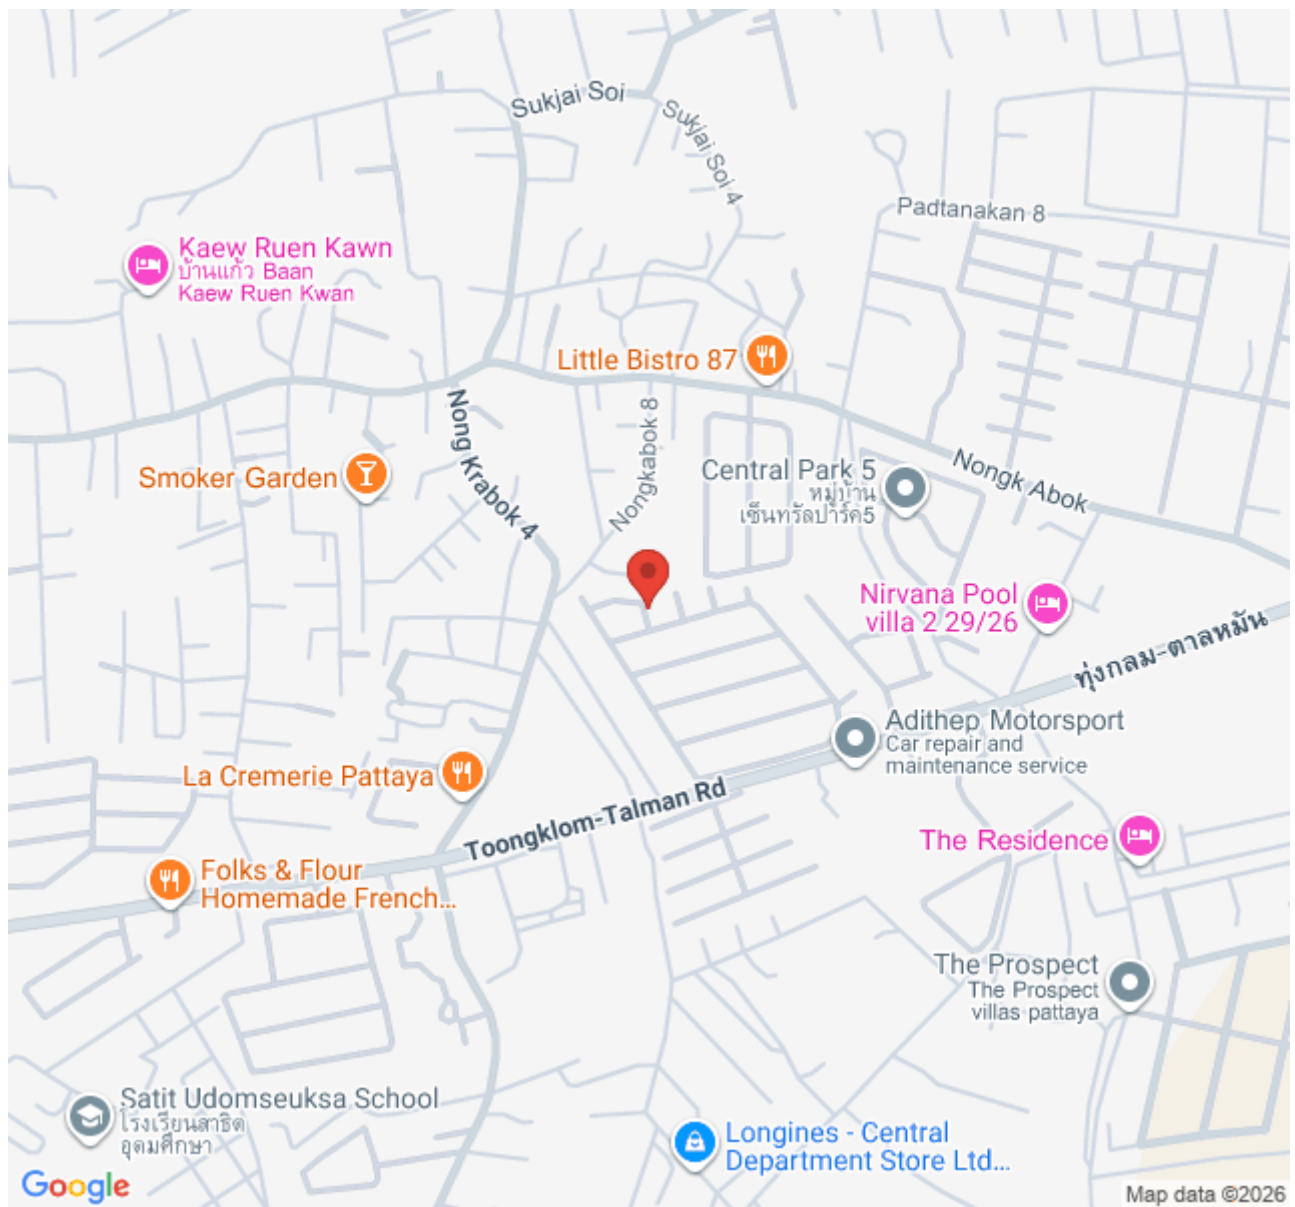 Sukjai Soi
Sukjai Soi 4
Padtanakan 8
Kaew Ruen Kawn
บ้านแก้ว Baan
Kaew Ruen Kwan
Little Bistro 87
Nong Krabok 4
Nongkabok 8
Smoker Garden
Central Park 5
หมู่บ้าน
เซ็นทรัลปาร์ค5
Nongk Abok
Nirvana Pool
villa 2 29/26
ทุ่งกลม-ตาลหมัน
Adithep Motorsport
Car repair and
maintenance service
La Cremerie Pattaya
Toongklom-Talman Rd
The Residence
Folks & Flour
Homemade French...
The Prospect
The Prospect
villas pattaya
Satit Udomseuksa School
โรงเรียนสาธิต
อุดมศึกษา
Longines - Central
Department Store Ltd...
Google
Map data ©2026